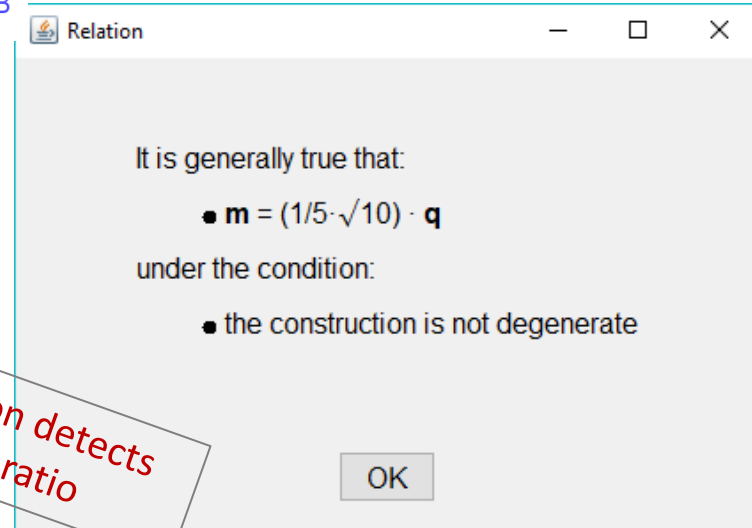 Relation
It is generally true that:
• m = (1/5·√10) · q
under the condition:
• the construction is not degenerate
detects
ratio
OK